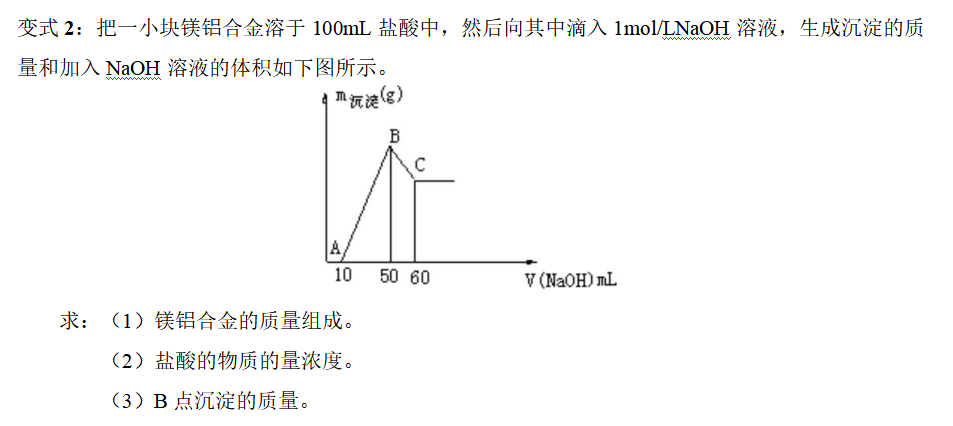 变式 2：把一小块镁铝合金溶于 100mL 盐酸中，然后向其中滴入 1mol/LNaOH 溶液，生成沉淀的质
量和加入 NaOH 溶液的体积如下图所示。
m沉淀(g)
B
C
A
10 50 60
V(NaOH)mL
求：（1）镁铝合金的质量组成。
（2）盐酸的物质的量浓度。
（3）B 点沉淀的质量。